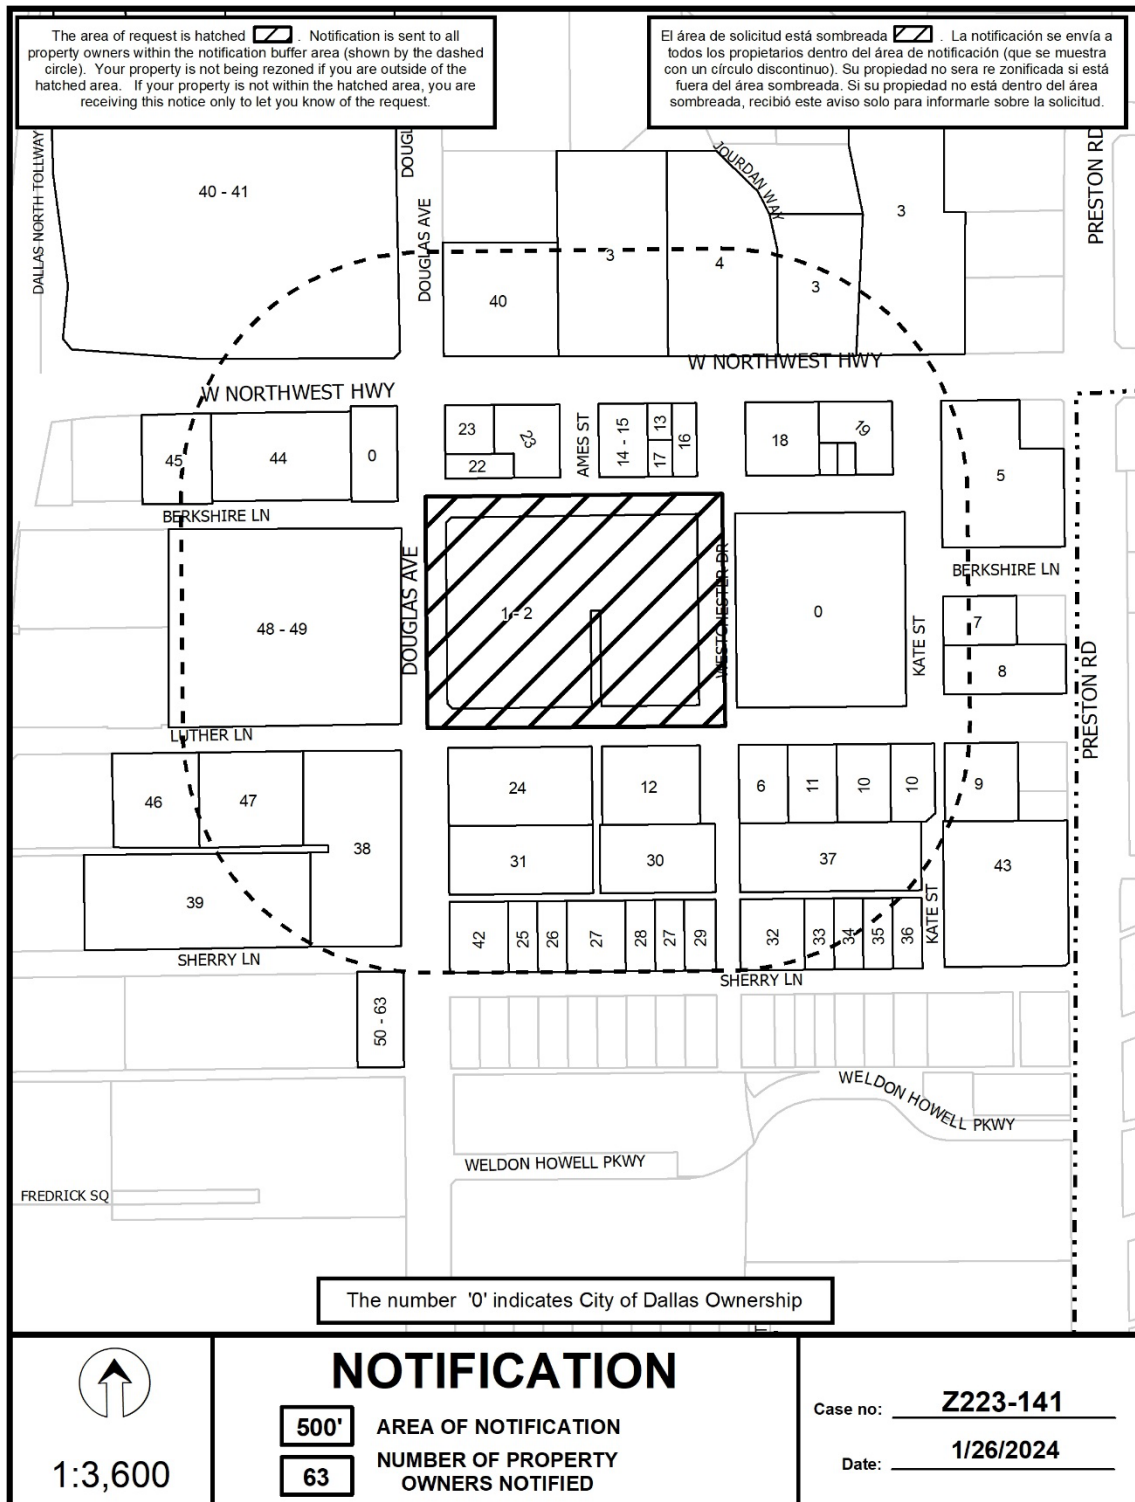 The area of request is hatched . Notification is sent to all
property owners within the notification buffer area (shown by the dashed
circle). Your property is not being rezoned if you are outside of the
hatched area. If your property is not within the hatched area, you are
receiving this notice only to let you know of the request.
El área de solicitud está sombreada . La notificación se envía a
todos los propietarios dentro del área de notificación (que se muestra
con un círculo discontinuo). Su propiedad no sera re zonificada si está
fuera del área sombreada. Si su propiedad no está dentro del área
sombreada, recibió este aviso solo para informarle sobre la solicitud.
DALLAS NORTH TOLLWAY
40 - 41
DOUGL
DOUGLAS AVE
JOURDAN WAY
PRESTON RD
3
3
4
3
40
W NORTHWEST HWY
W NORTHWEST HWY
45
44
0
23
23
22
AMES ST
14 - 15
13
17
16
18
19
5
BERKSHIRE LN
BERKSHIRE LN
DOUGLAS AVE
48 - 49
1 - 2
WESTCHESTER DR
0
KATE ST
7
8
PRESTON RD
LUTHER LN
46
47
38
24
12
6
11
10
10
9
39
31
30
37
43
KATE ST
SHERRY LN
42
25
26
27
28
27
29
32
33
34
35
36
SHERRY LN
50 - 63
WELDON HOWELL PKWY
WELDON HOWELL PKWY
FREDRICK SQ
The number '0' indicates City of Dallas Ownership
1:3,600
NOTIFICATION
500' AREA OF NOTIFICATION
63 NUMBER OF PROPERTY
OWNERS NOTIFIED
Case no: Z223-141
Date: 1/26/2024